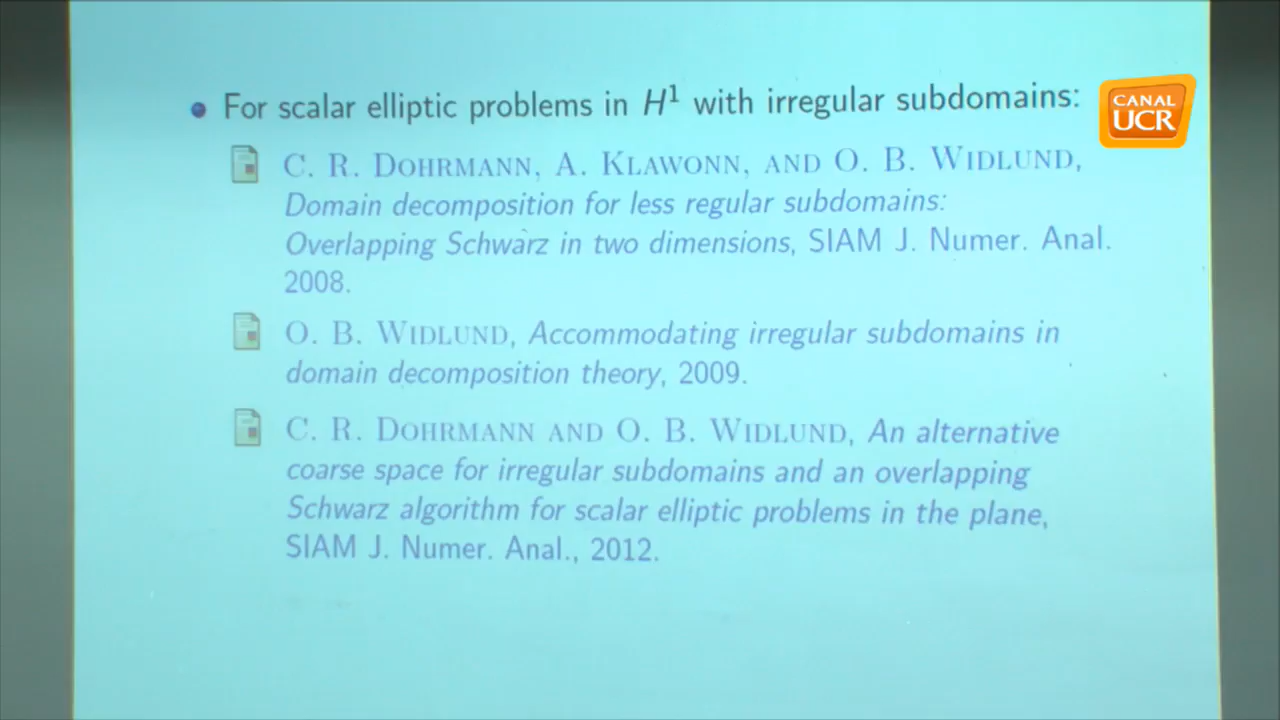 For scalar elliptic problems in H¹ with irregular subdomains:
CANAL
UCR
C. R. DOHRMANN, A. KLAWONN, AND O. B. WIDLUND,
Domain decomposition for less regular subdomains:
Overlapping Schwarz in two dimensions, SIAM J. Numer. Anal.
2008.
O. B. WIDLUND, Accommodating irregular subdomains in
domain decomposition theory, 2009.
C. R. DOHRMANN AND O. B. WIDLUND, An alternative
coarse space for irregular subdomains and an overlapping
Schwarz algorithm for scalar elliptic problems in the plane,
SIAM J. Numer. Anal., 2012.